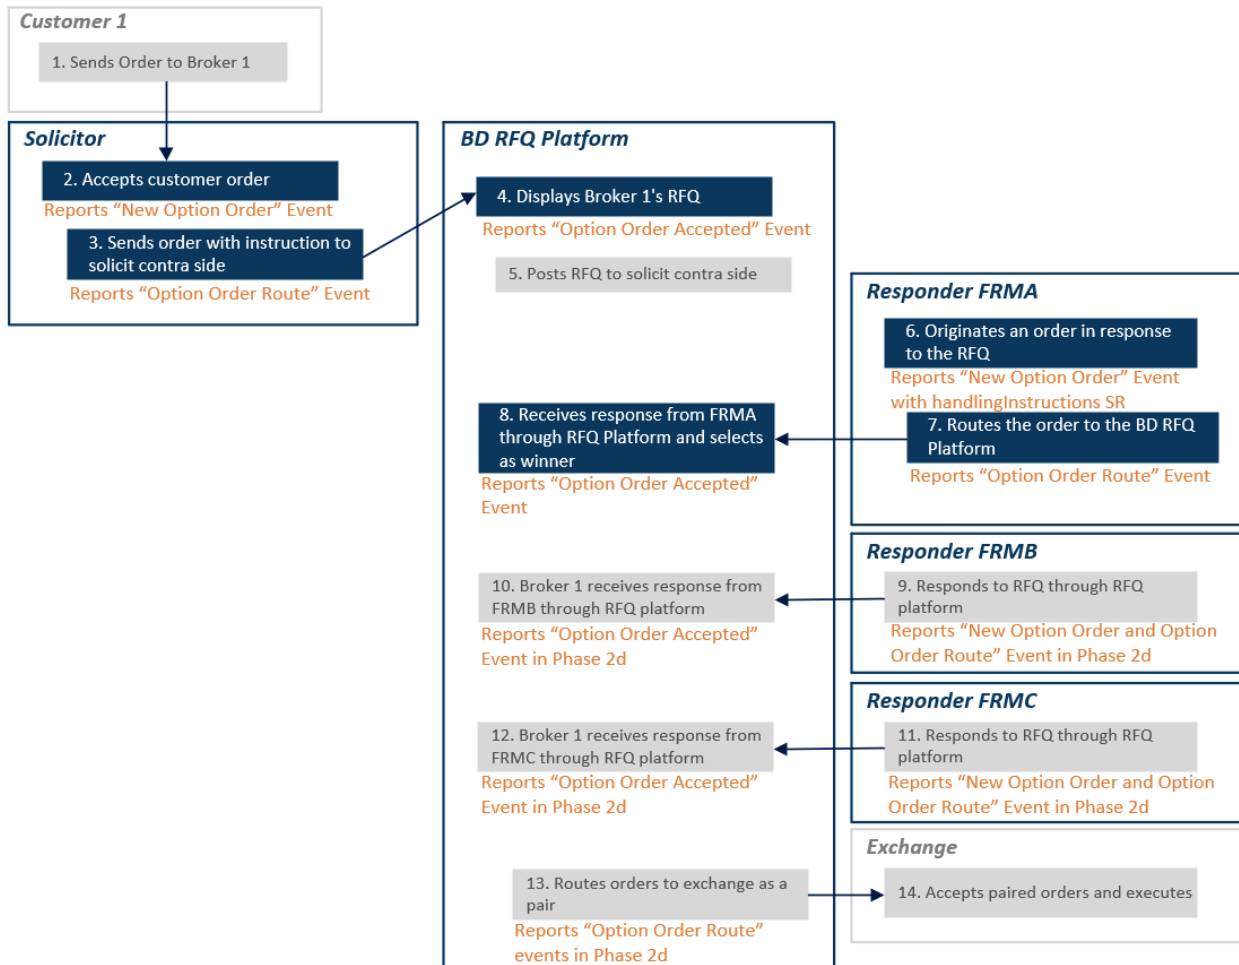 Customer 1
1. Sends Order to Broker 1
Solicitor
2. Accepts customer order
Reports “New Option Order” Event
3. Sends order with instruction to
solicit contra side
Reports “Option Order Route” Event
BD RFQ Platform
4. Displays Broker 1's RFQ
Reports “Option Order Accepted” Event
5. Posts RFQ to solicit contra side
Responder FRMA
6. Originates an order in response
to the RFQ
Reports “New Option Order” Event
with handlingInstructions SR
7. Routes the order to the BD RFQ
Platform
Reports “Option Order Route” Event
8. Receives response from FRMA
through RFQ Platform and selects
as winner
Reports “Option Order Accepted”
Event
Responder FRMB
9. Responds to RFQ through RFQ
platform
Reports “New Option Order and Option
Order Route” Event in Phase 2d
10. Broker 1 receives response from
FRMB through RFQ platform
Reports “Option Order Accepted”
Event in Phase 2d
Responder FRMC
11. Responds to RFQ through RFQ
platform
Reports “New Option Order and Option
Order Route” Event in Phase 2d
12. Broker 1 receives response from
FRMC through RFQ platform
Reports “Option Order Accepted”
Event in Phase 2d
13. Routes orders to exchange as a
pair
Reports “Option Order Route”
events in Phase 2d
Exchange
14. Accepts paired orders and executes